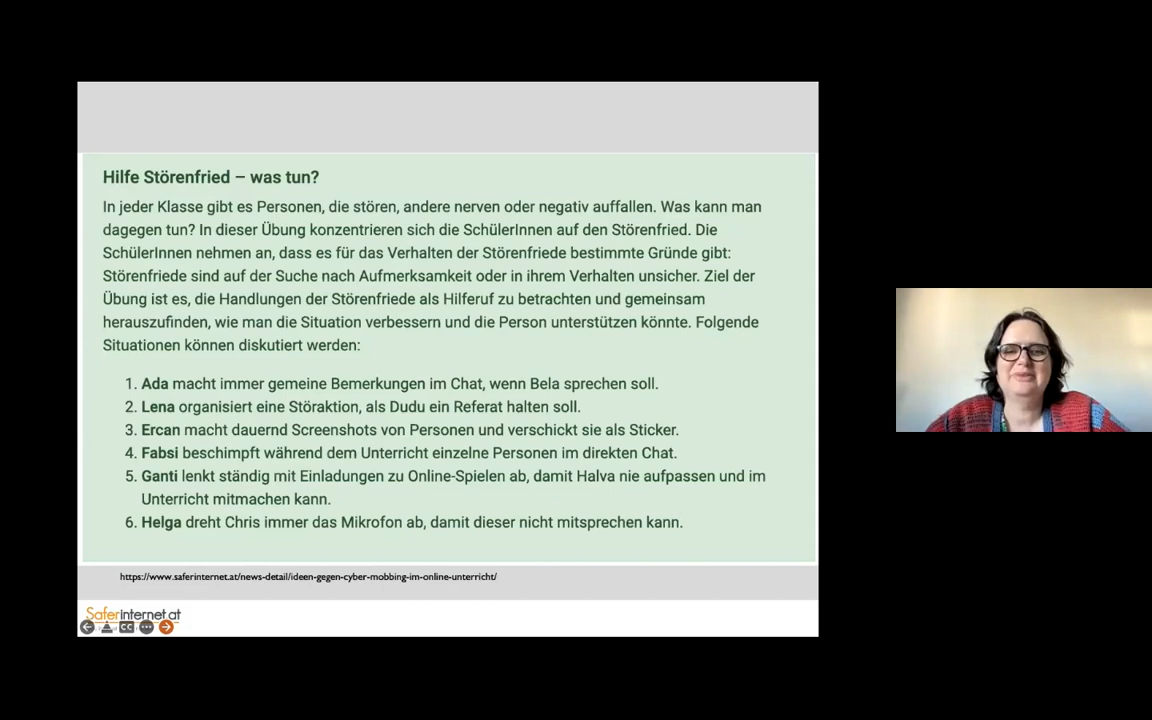 Hilfe Störenfried – was tun?
In jeder Klasse gibt es Personen, die stören, andere nerven oder negativ auffallen. Was kann man
dagegen tun? In dieser Übung konzentrieren sich die SchülerInnen auf den Störenfried. Die
SchülerInnen nehmen an, dass es für das Verhalten der Störenfriede bestimmte Gründe gibt:
Störenfriede sind auf der Suche nach Aufmerksamkeit oder in ihrem Verhalten unsicher. Ziel der
Übung ist es, die Handlungen der Störenfriede als Hilferuf zu betrachten und gemeinsam
herauszufinden, wie man die Situation verbessern und die Person unterstützen könnte. Folgende
Situationen können diskutiert werden:
1. Ada macht immer gemeine Bemerkungen im Chat, wenn Bela sprechen soll.
2. Lena organisiert eine Störaktion, als Dudu ein Referat halten soll.
3. Ercan macht dauernd Screenshots von Personen und verschickt sie als Sticker.
4. Fabsi beschimpft während dem Unterricht einzelne Personen im direkten Chat.
5. Ganti lenkt ständig mit Einladungen zu Online-Spielen ab, damit Halva nie aufpassen und im
Unterricht mitmachen kann.
6. Helga dreht Chris immer das Mikrofon ab, damit dieser nicht mitsprechen kann.
https://www.saferinternet.at/news-detail/ideen-gegen-cyber-mobbing-im-online-unterricht/
Saferinternet.at
CC